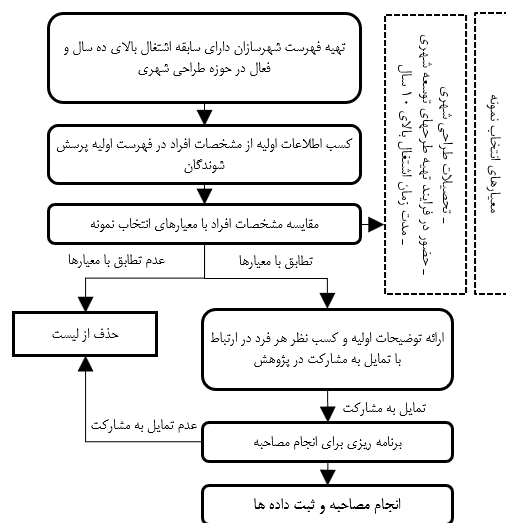 تهیه فهرست شهرسازان دارای سابقه اشتغال بالای ده سال و
فعال در حوزه طراحی شهری
کسب اطلاعات اولیه از مشخصات افراد در فهرست اولیه پرسش
شوندگان
مقایسه مشخصات افراد با معیارهای انتخاب نمونه
معیارهای انتخاب نمونه
_ تحصیلات طراحی شهری
_ حضور در فرایند تهیه طرحهای توسعه شهری
_ مدت زمان اشتغال بالای ۱۰ سال
تطابق با معیارها
عدم تطابق با معیارها
ارائه توضیحات اولیه و کسب نظر هر فرد در ارتباط
با تمایل به مشارکت در پژوهش
حذف از لیست
تمایل به مشارکت
عدم تمایل به مشارکت
برنامه ریزی برای انجام مصاحبه
انجام مصاحبه و ثبت داده ها